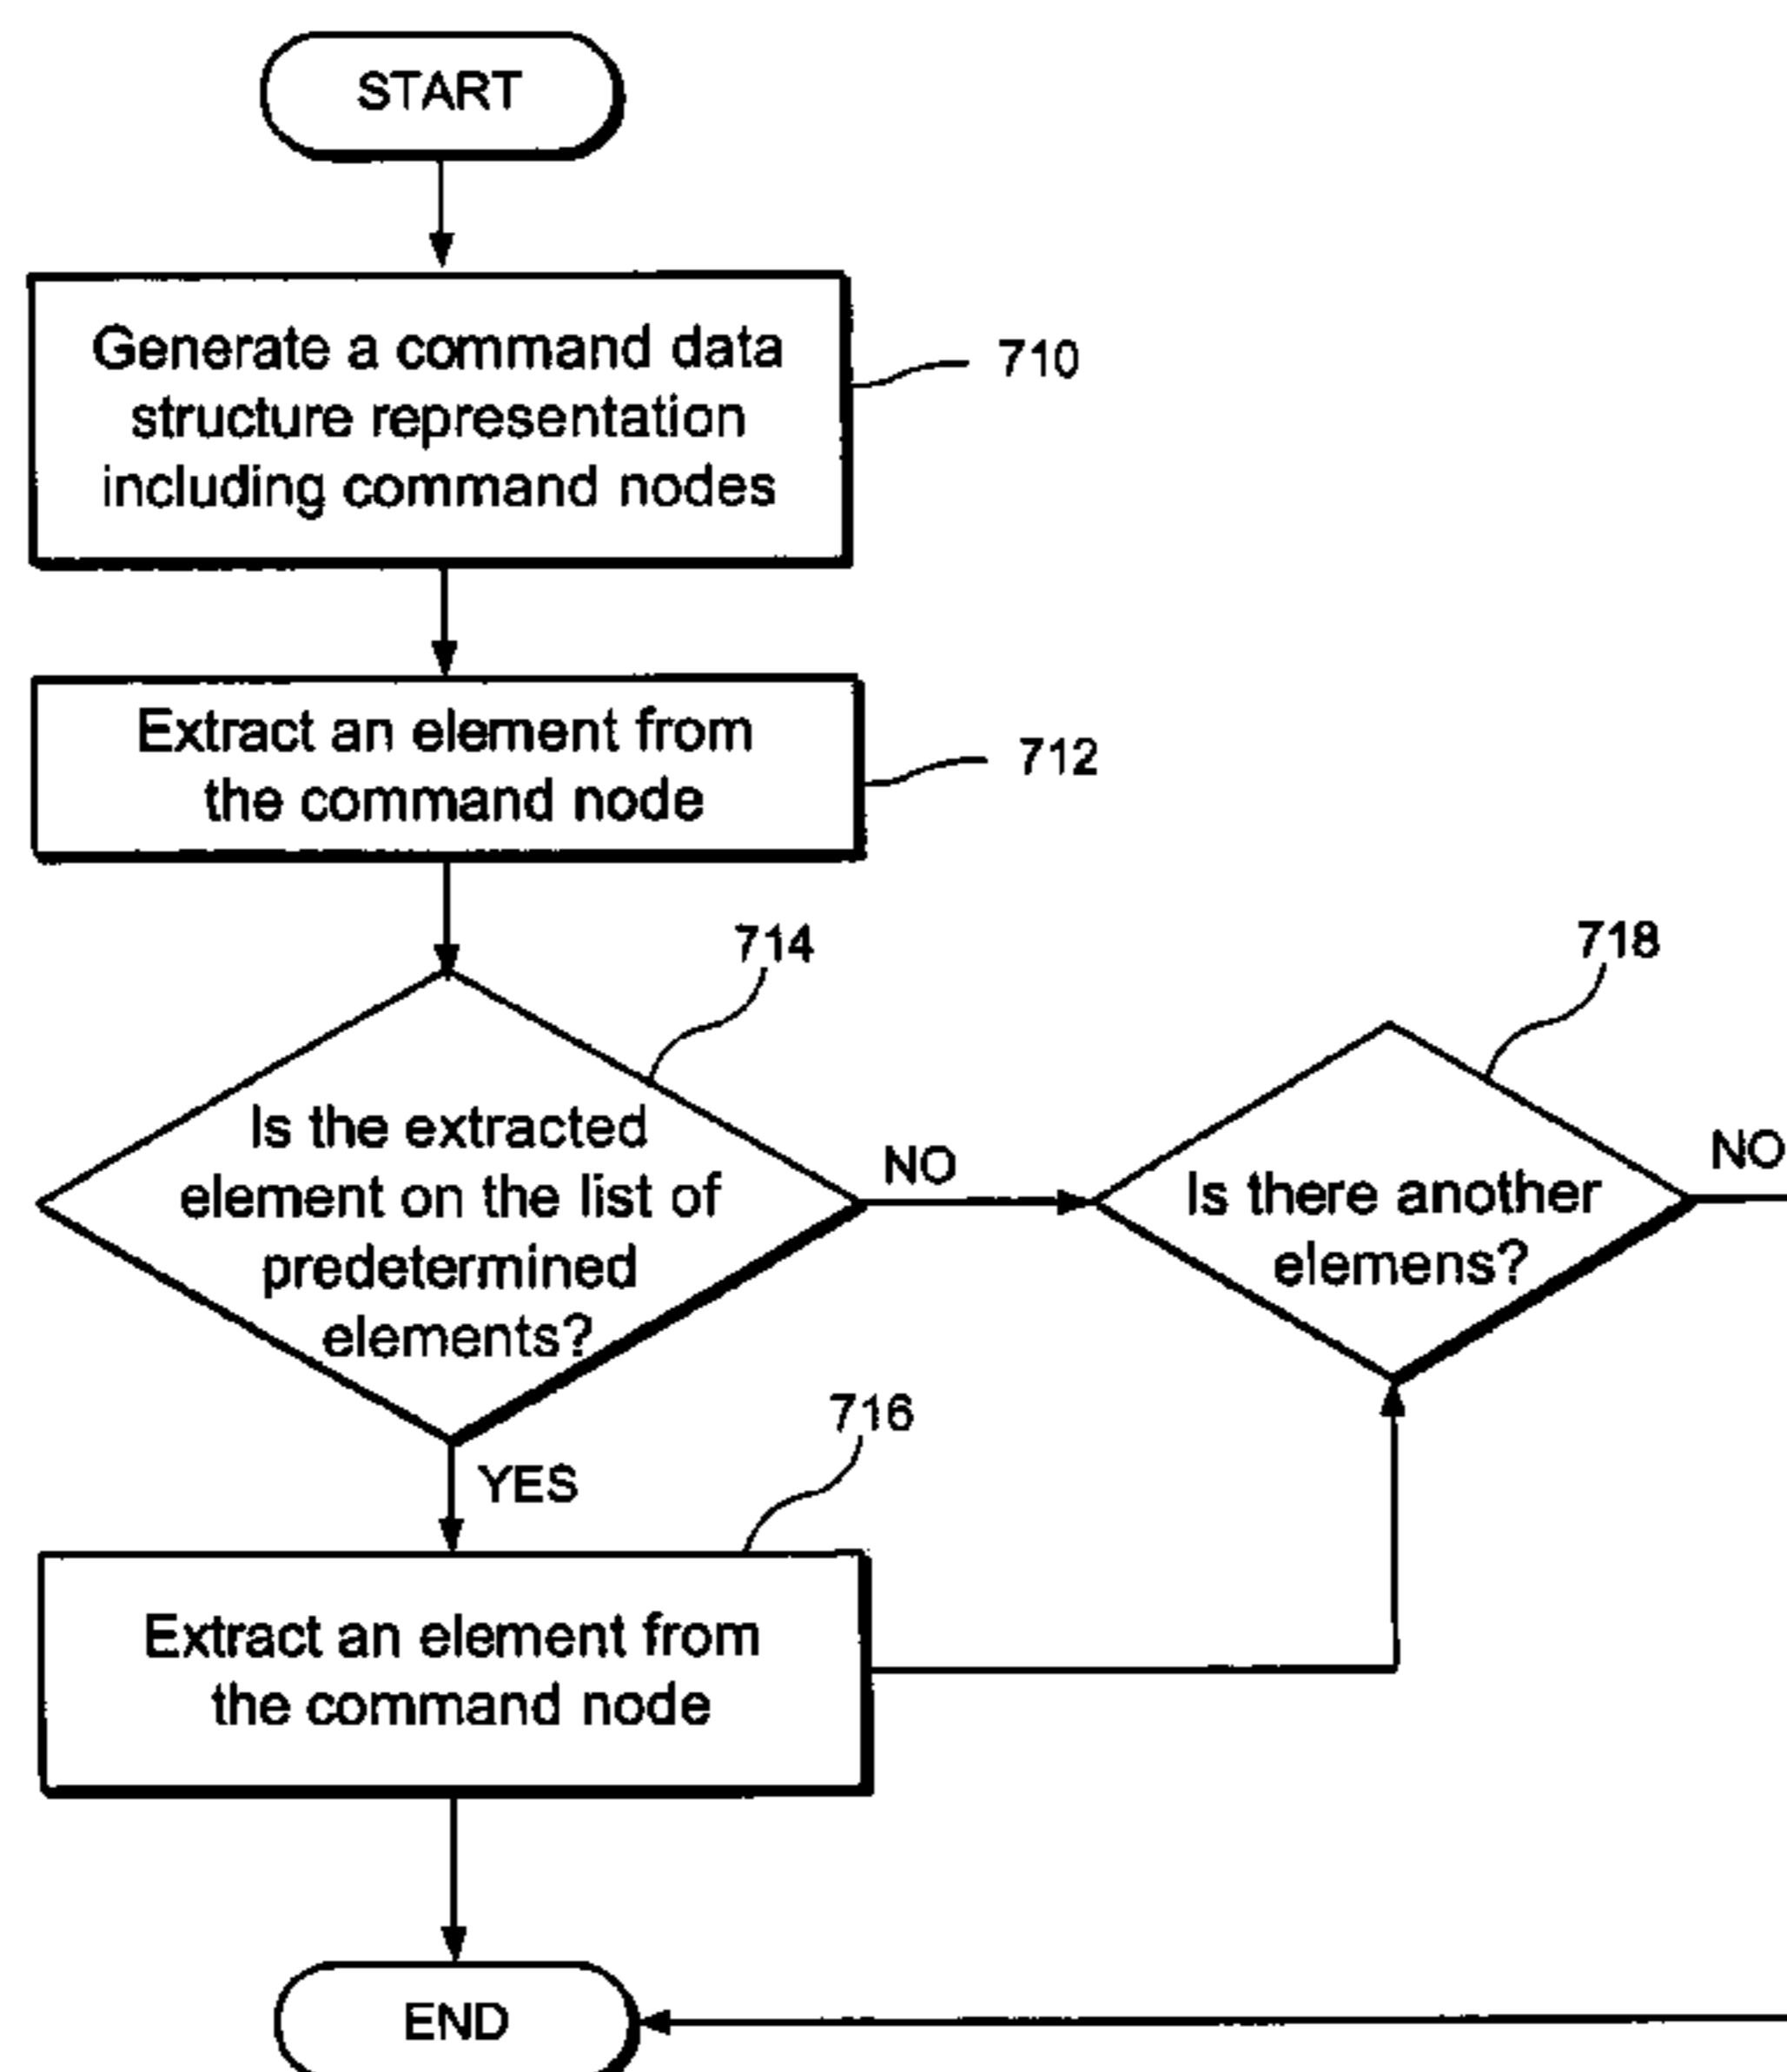 START
Generate a command data
structure representation
including command nodes
710
Extract an element from
the command node
712
714
Is the extracted
element on the list of
predetermined
elements?
NO
718
Is there another
elemens?
NO
YES
716
Extract an element from
the command node
END